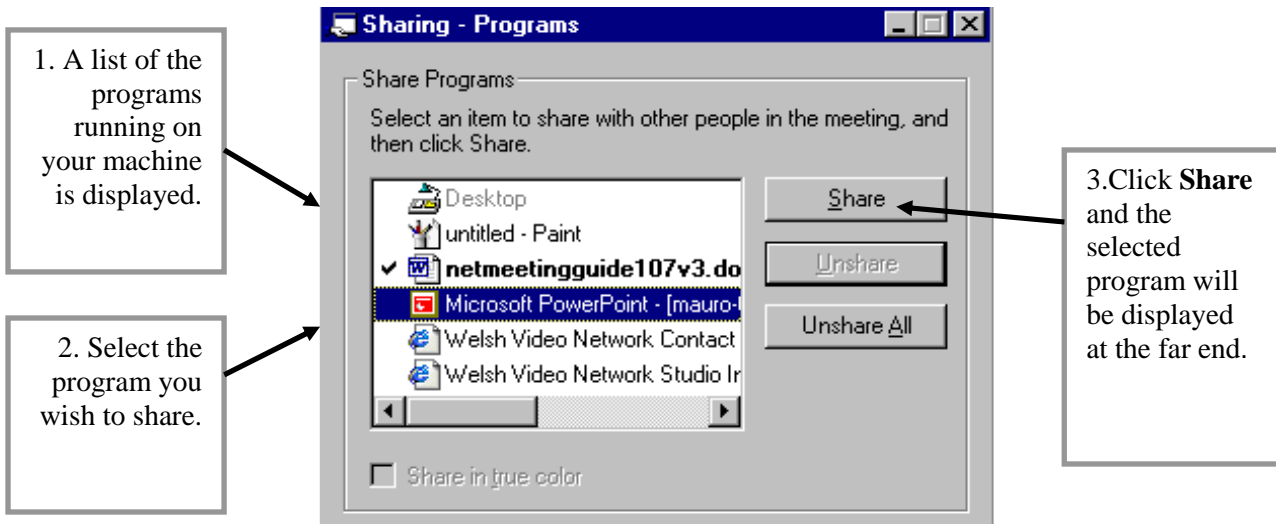 Sharing - Programs
1. A list of the
programs
running on
your machine
is displayed.
Share Programs
Select an item to share with other people in the meeting, and
then click Share.
Desktop
untitled - Paint
netmeetingguide107v3.do
Microsoft PowerPoint - [mauro-
Welsh Video Network Contact
Welsh Video Network Studio
Share
Unshare
Unshare All
2. Select the
program you
wish to share.
3.Click Share
and the
selected
program will
be displayed
at the far end.
Share in true color